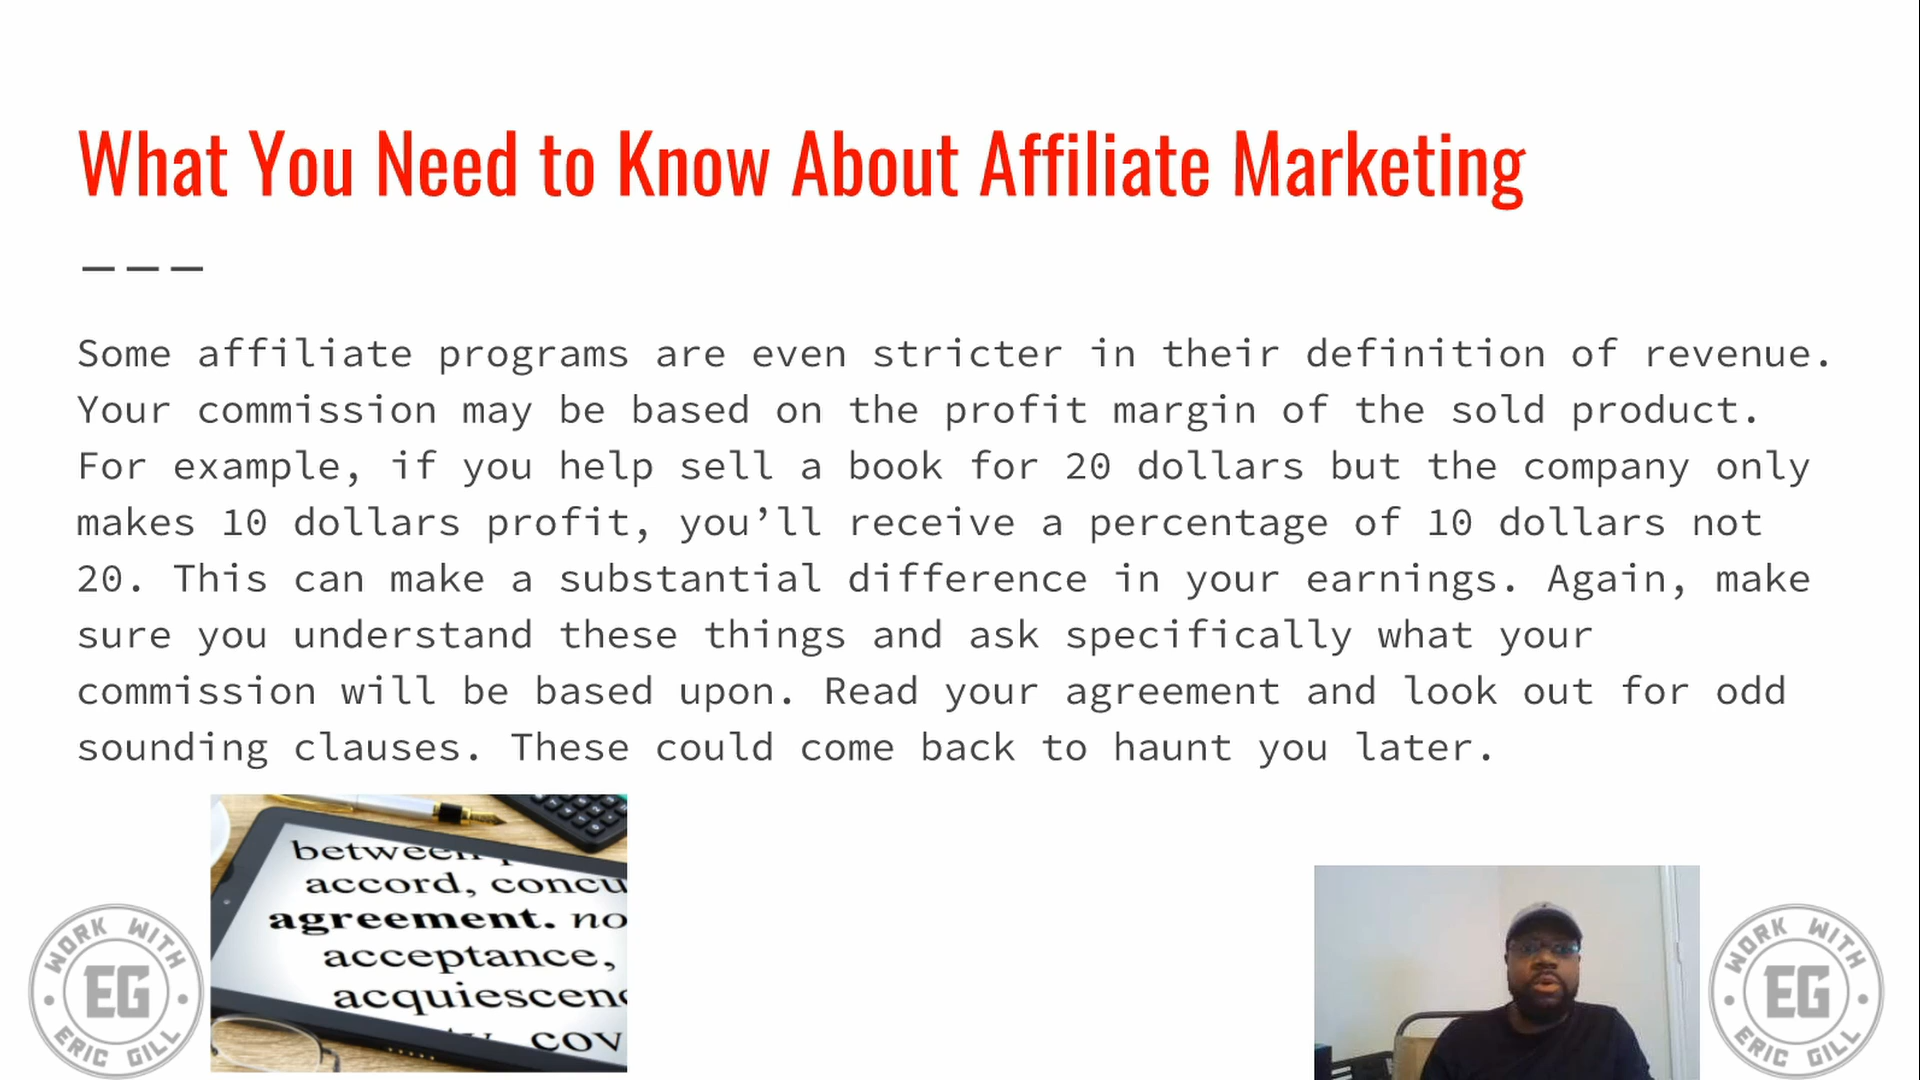 What You Need to Know About Affiliate Marketing
Some affiliate programs are even stricter in their definition of revenue.
Your commission may be based on the profit margin of the sold product.
For example, if you help sell a book for 20 dollars but the company only
makes 10 dollars profit, you’ll receive a percentage of 10 dollars not
20. This can make a substantial difference in your earnings. Again, make
sure you understand these things and ask specifically what your
commission will be based upon. Read your agreement and look out for odd
sounding clauses. These could come back to haunt you later.
between
accord, concu
agreement. no
acceptance,
acquiescenc
cov
WORK WITH
EG
ERIC GILL
WORK WITH
EG
ERIC GILL